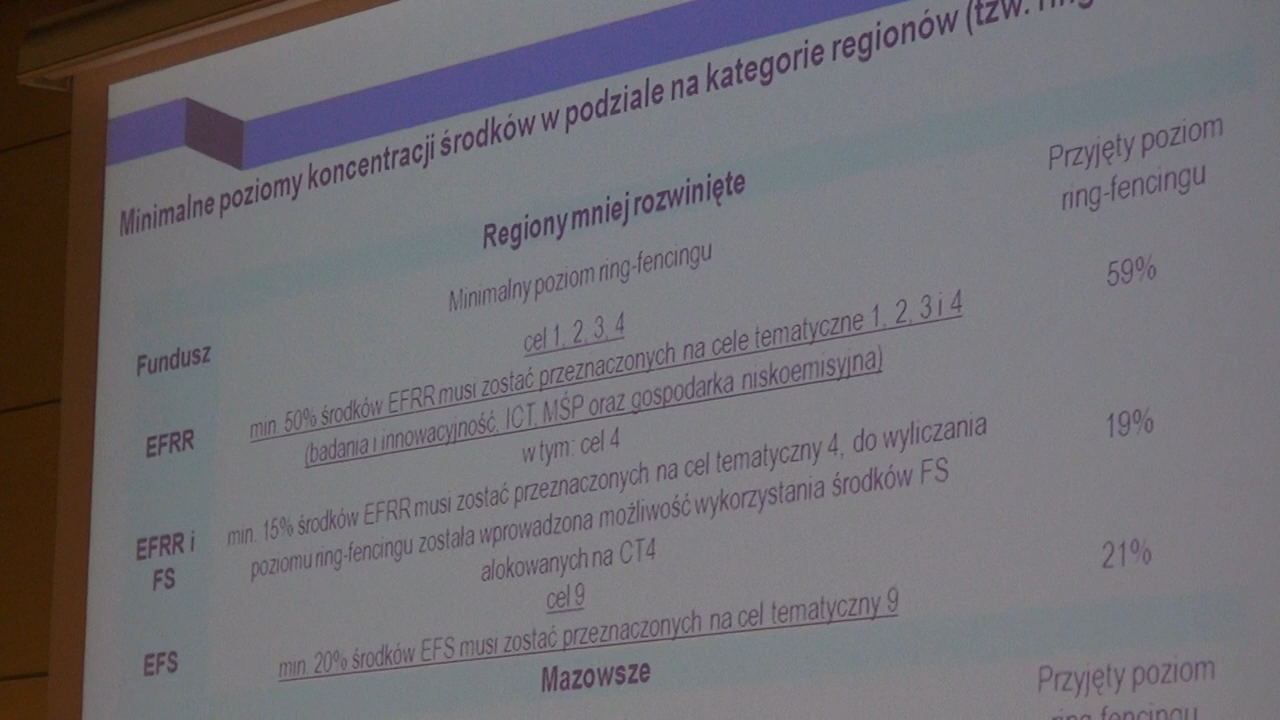 Minimalne poziomy koncentracji środków w podziale na kategorie regionów (tzw. ring
Regiony mniej rozwinięte
Przyjęty poziom
ring-fencingu
Fundusz
Minimalny poziom ring-fencingu
59%
cel 1, 2, 3, 4
EFRR
min. 50% środków EFRR musi zostać przeznaczonych na cele tematyczne 1, 2, 3 i 4
(badania i innowacyjność, ICT, MŚP oraz gospodarka niskoemisyjna)
w tym: cel 4
19%
EFRR i
FS
min. 15% środków EFRR musi zostać przeznaczonych na cel tematyczny 4, do wyliczania
poziomu ring-fencingu została wprowadzona możliwość wykorzystania środków FS
alokowanych na CT4
cel 9
21%
EFS
min. 20% środków EFS musi zostać przeznaczonych na cel tematyczny 9
Mazowsze
Przyjęty poziom
ring-fencingu